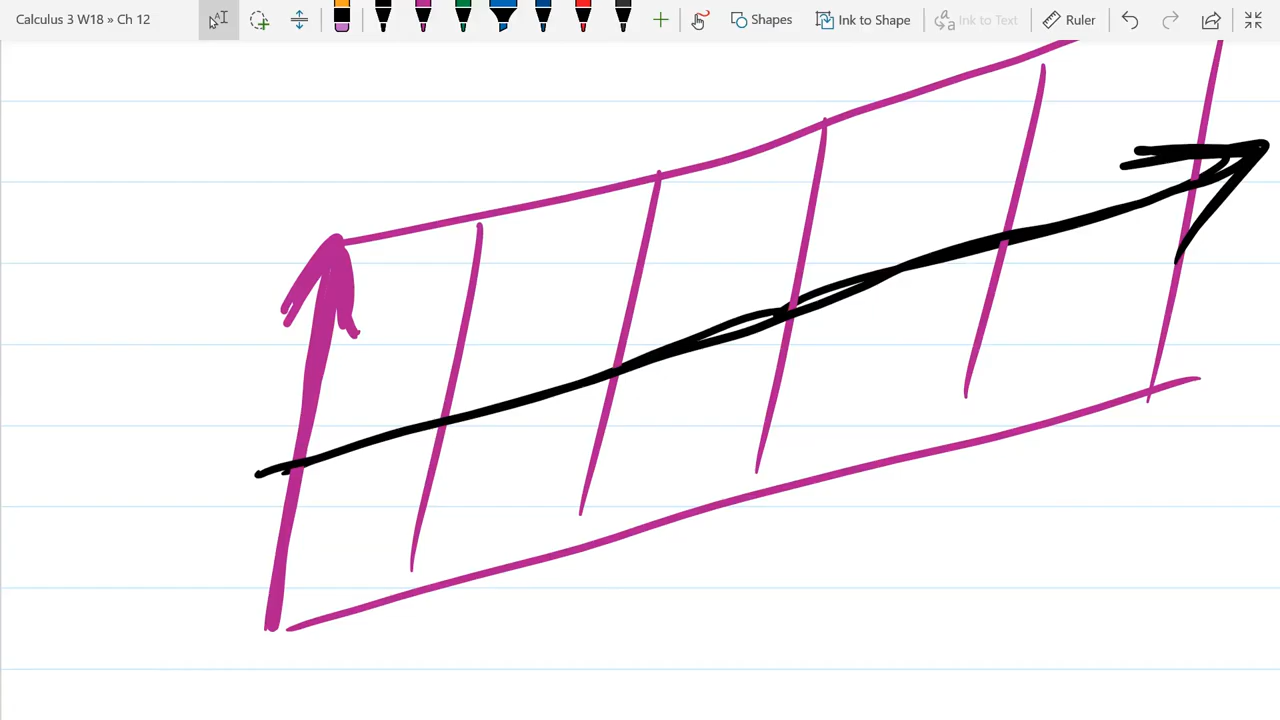 Calculus 3 W18 » Ch 12
Shapes
Ink to Shape
Ink to Text
Ruler